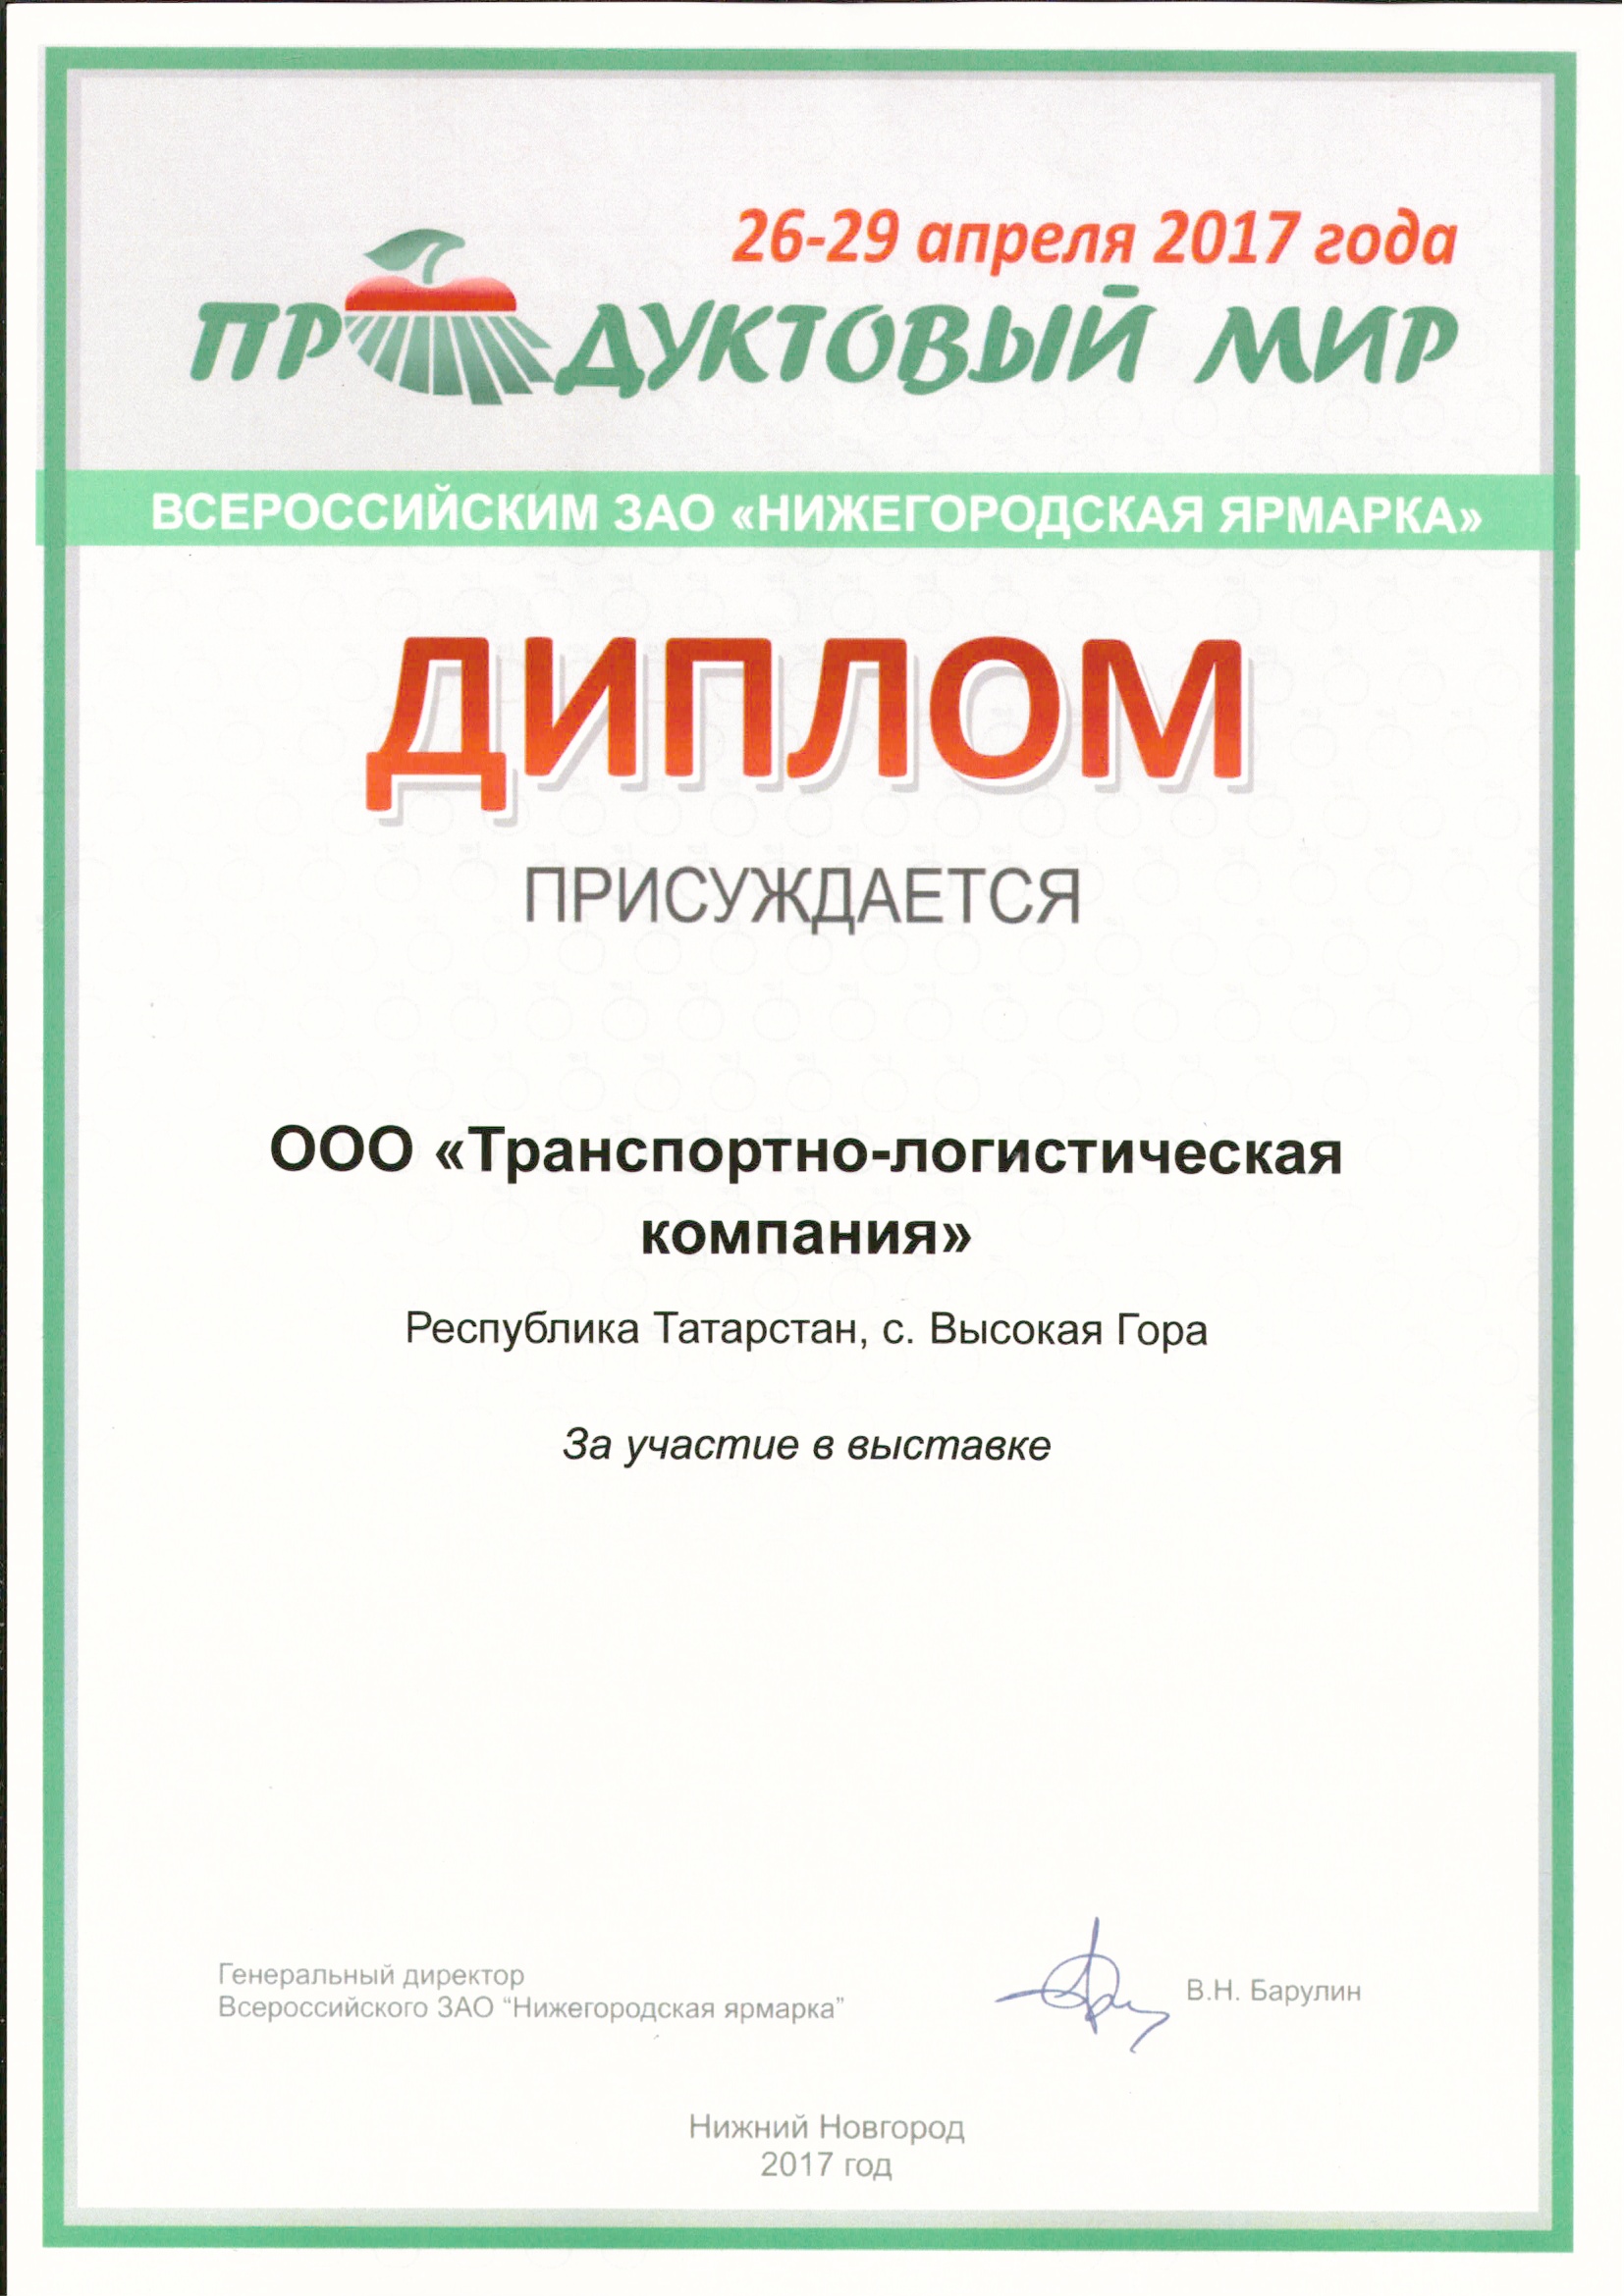 26-29 апреля 2017 года
ПРОДУКТОВЫЙ МИР
ВСЕРОССИЙСКИМ ЗАО «НИЖЕГОРОДСКАЯ ЯРМАРКА»
ДИПЛОМ
ПРИСУЖДАЕТСЯ
ООО «Транспортно-логистическая
компания»
Республика Татарстан, с. Высокая Гора
За участие в выставке
Генеральный директор
Всероссийского ЗАО “Нижегородская ярмарка”
В.Н. Барулин
Нижний Новгород
2017 год